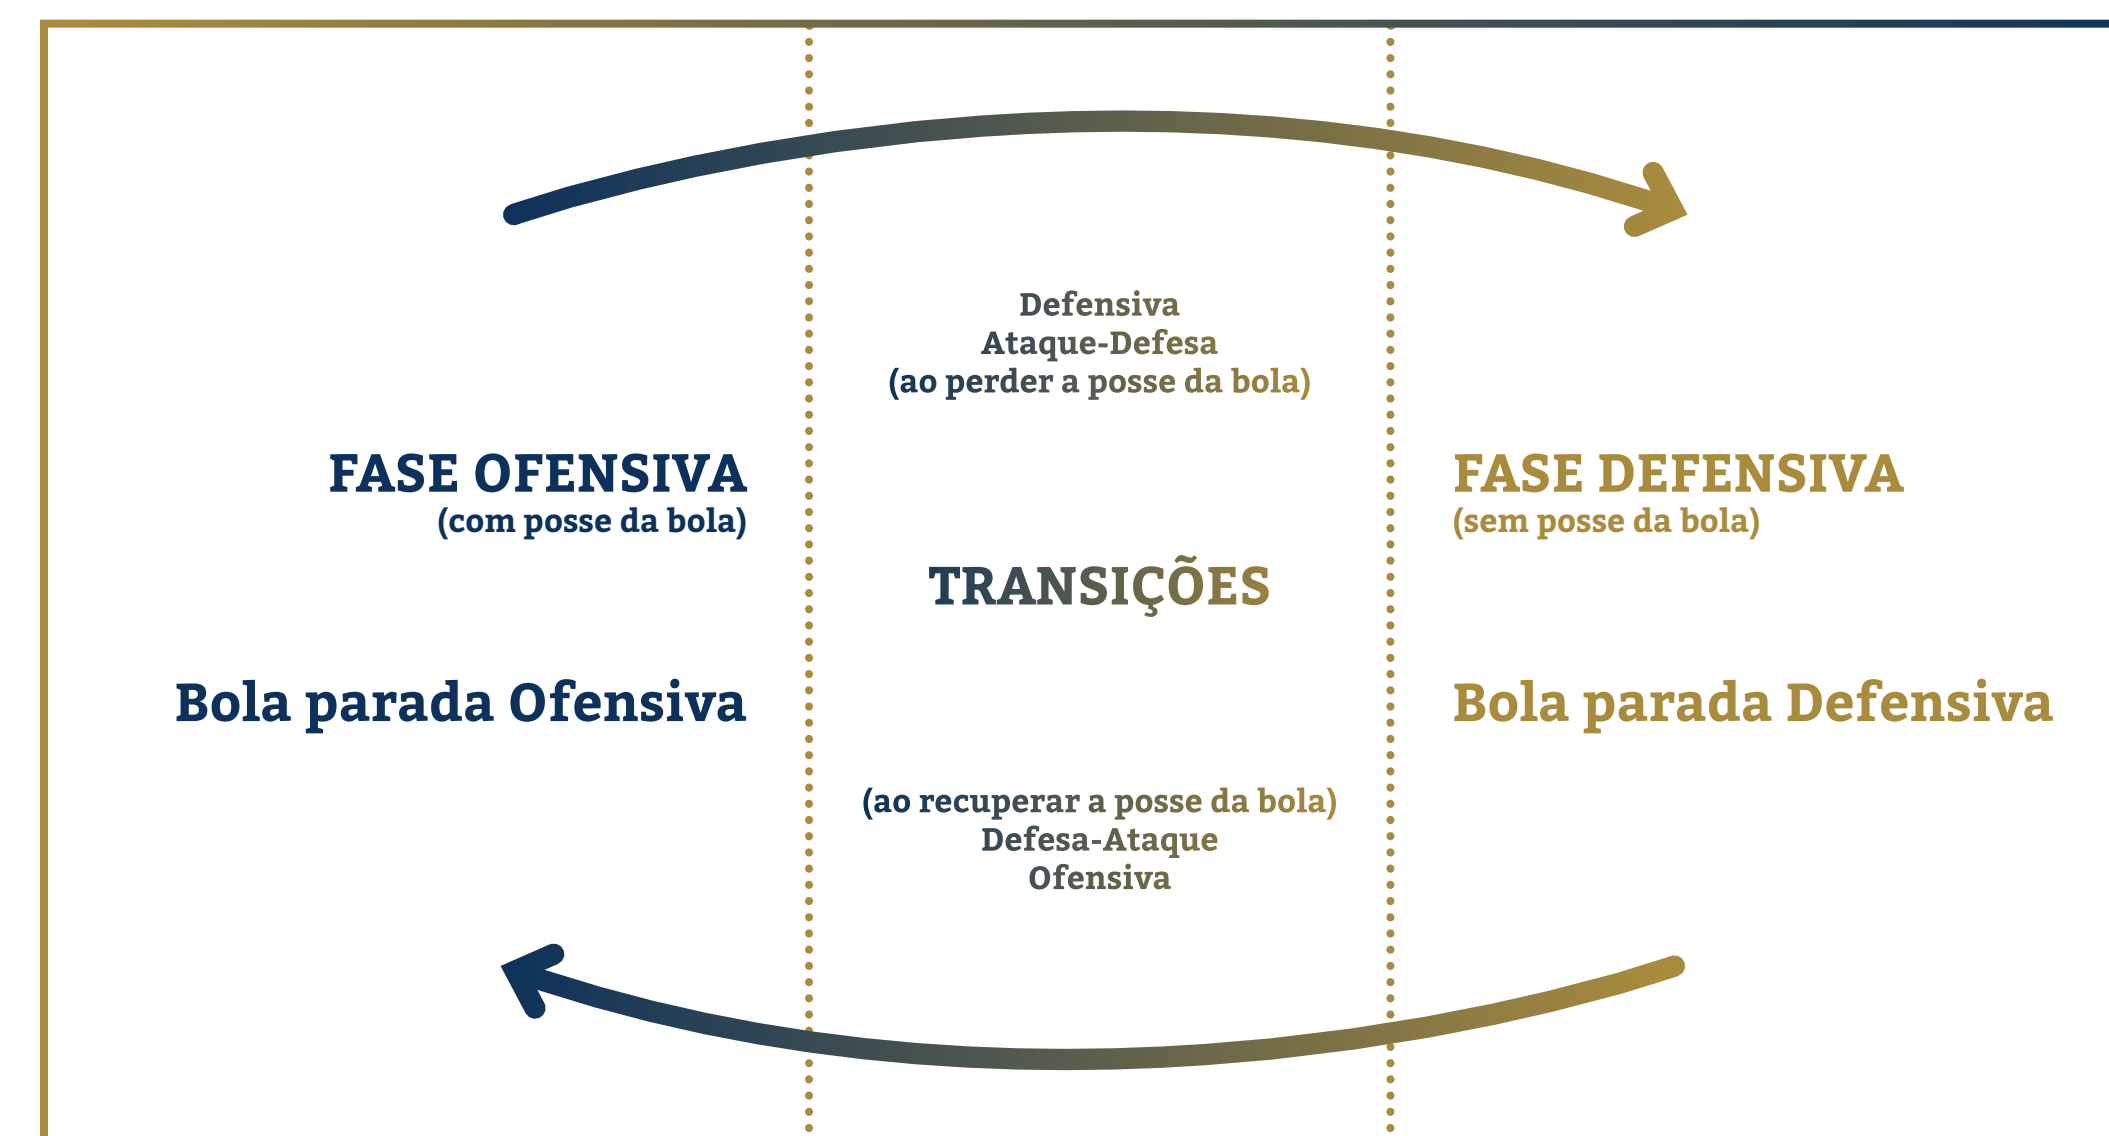 Defensiva
Ataque-Defesa
(ao perder a posse da bola)
FASE OFENSIVA
(com posse da bola)
FASE DEFENSIVA
(sem posse da bola)
TRANSIÇÕES
Bola parada Ofensiva
Bola parada Defensiva
(ao recuperar a posse da bola)
Defesa-Ataque
Ofensiva